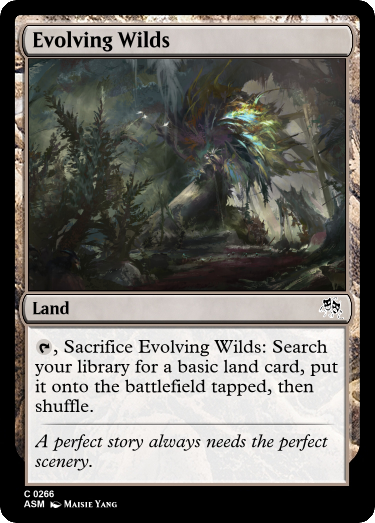 Evolving Wilds
Land
, Sacrifice Evolving Wilds: Search
your library for a basic land card, put
it onto the battlefield tapped, then
shuffle.
A perfect story always needs the perfect
scenery.
C 0266
ASM Maisie Yang